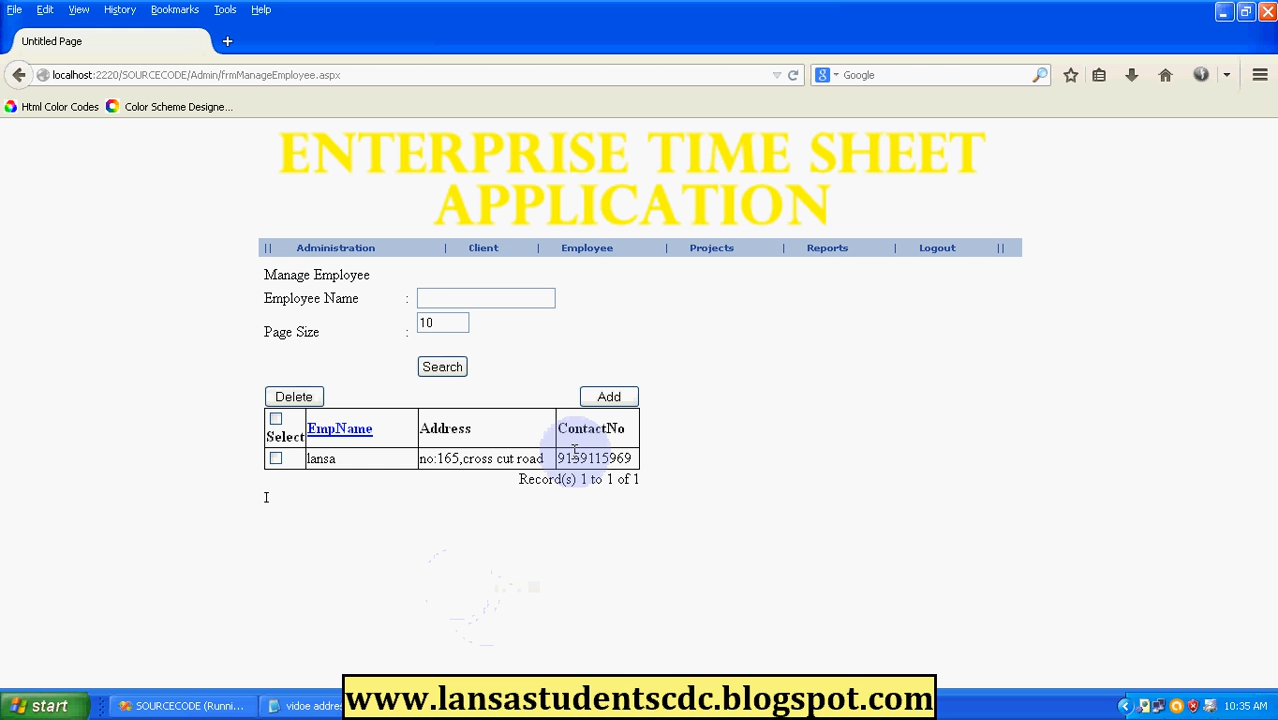 File Edit View History Bookmarks Tools Help
Untitled Page
localhost:2220/SOURCECODE/Admin/frmManageEmployee.aspx
Google
Html Color Codes Color Scheme Designe...
ENTERPRISE TIME SHEET
APPLICATION
|| Administration | Client | Employee | Projects | Reports | Logout ||
Manage Employee
Employee Name :
Page Size : 10
Search
Delete Add
Select EmpName Address ContactNo
lansa no:165,cross cut road 9159115969
Record(s) 1 to 1 of 1
start SOURCECODE (Runni... vidoe addre 10:35 AM
www.lansastudentscdc.blogspot.com